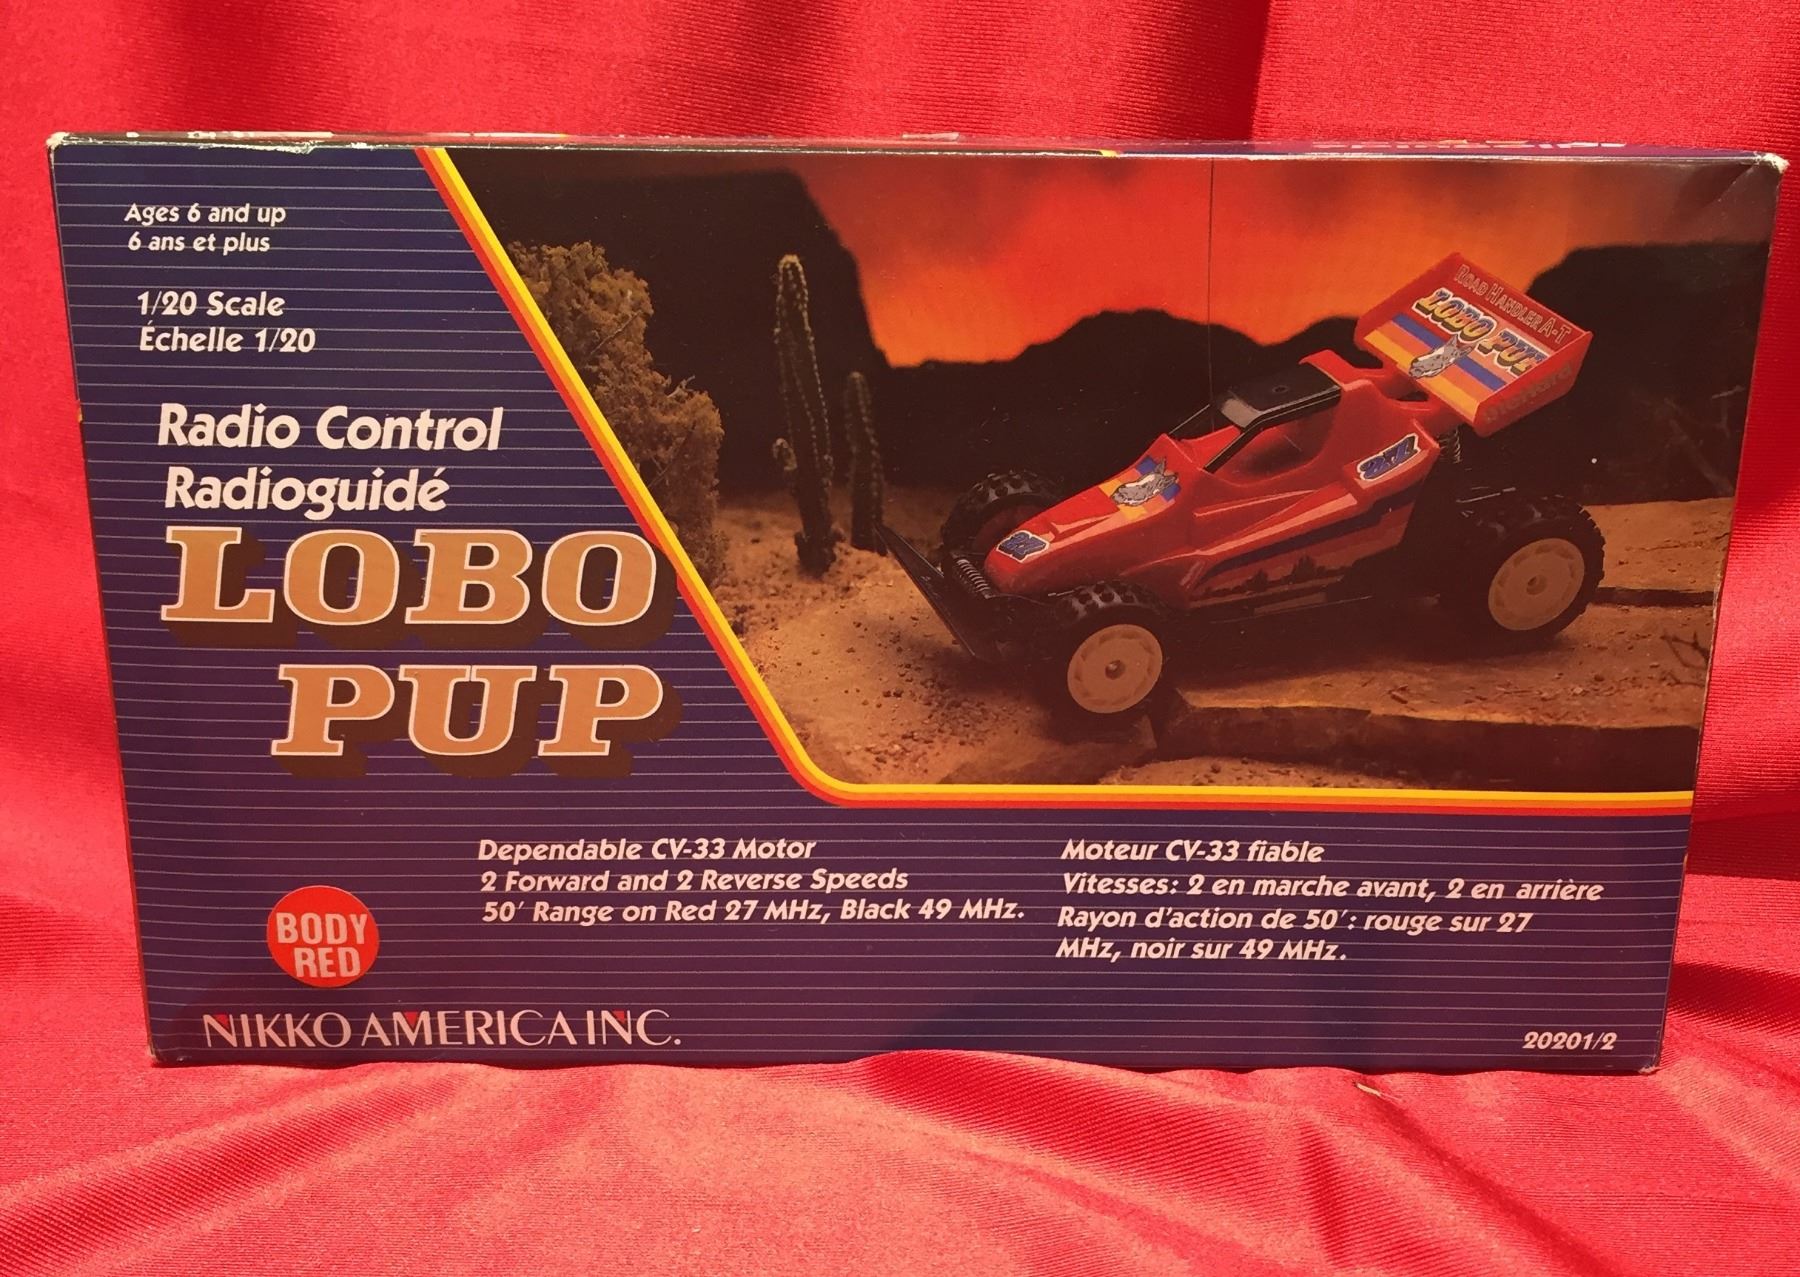 Ages 6 and up
6 ans et plus
1/20 Scale
Échelle 1/20
Radio Control
Radioguidé
LOBO
PUP
ROAD HANDLER A-T
LOBO PUP
Dependable CV-33 Motor
2 Forward and 2 Reverse Speeds
50' Range on Red 27 MHz, Black 49 MHz.
Moteur CV-33 fiable
Vitesses: 2 en marche avant, 2 en arrière
Rayon d'action de 50': rouge sur 27
MHz, noir sur 49 MHz.
BODY
RED
NIKKO AMERICA INC.
20201/2